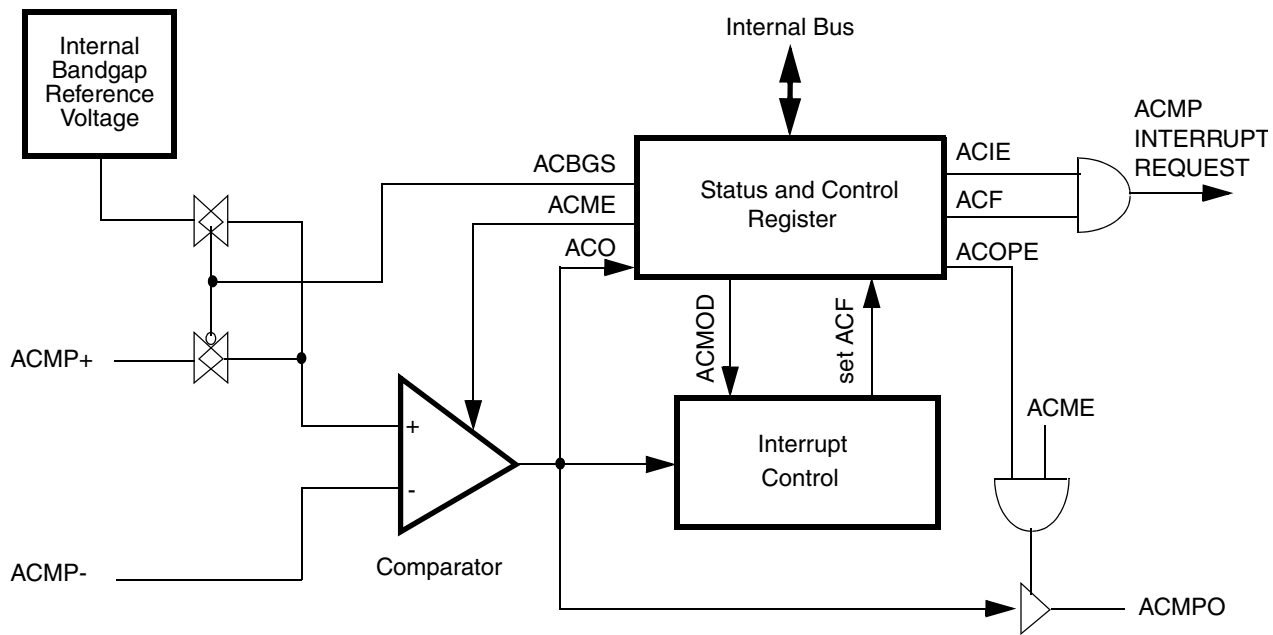 Internal
Bandgap
Reference
Voltage
Internal Bus
ACMP
INTERRUPT
REQUEST
ACBGS
ACME
ACO
Status and Control
Register
ACIE
ACF
ACOPE
ACMOD
set ACF
ACMP+
ACME
+
-
Interrupt
Control
Comparator
ACMP-
ACMPO